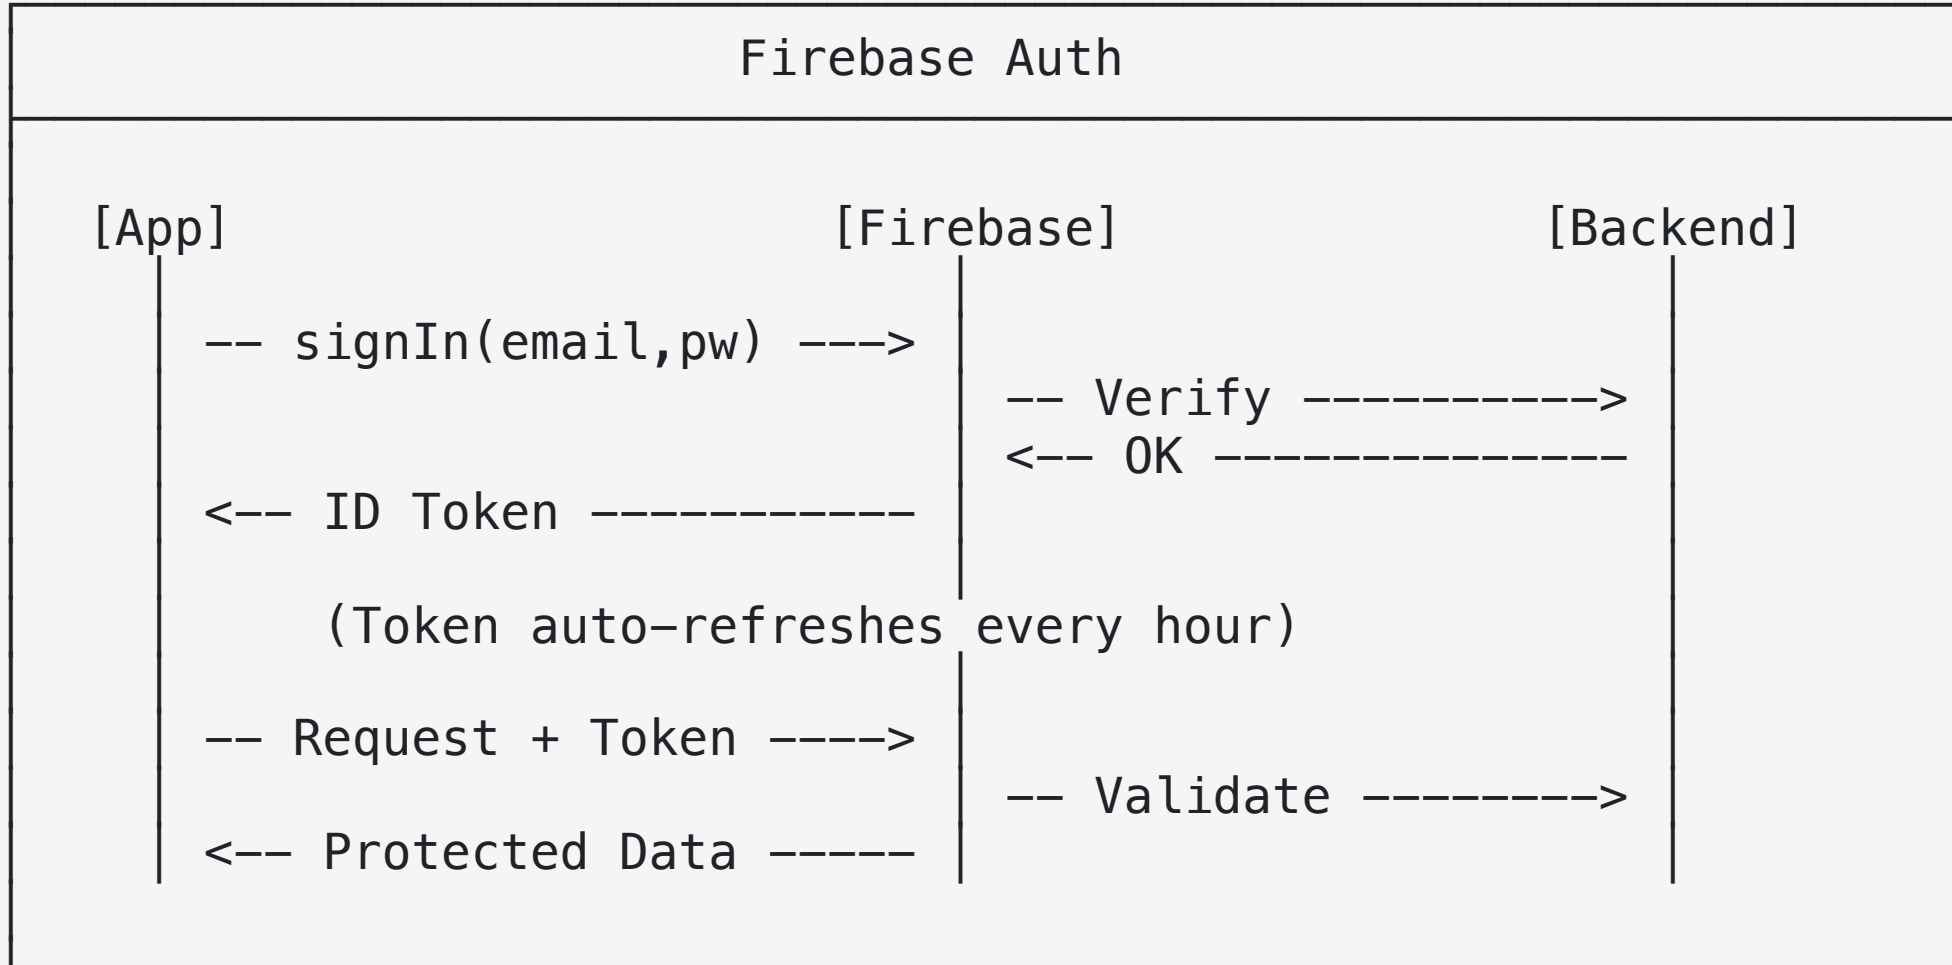 Firebase Auth
[App] [Firebase] [Backend]
-- signIn(email,pw) --->
-- Verify ---------->
<-- OK --------------
<-- ID Token -----------
(Token auto-refreshes every hour)
-- Request + Token ---->
-- Validate -------->
<-- Protected Data -----